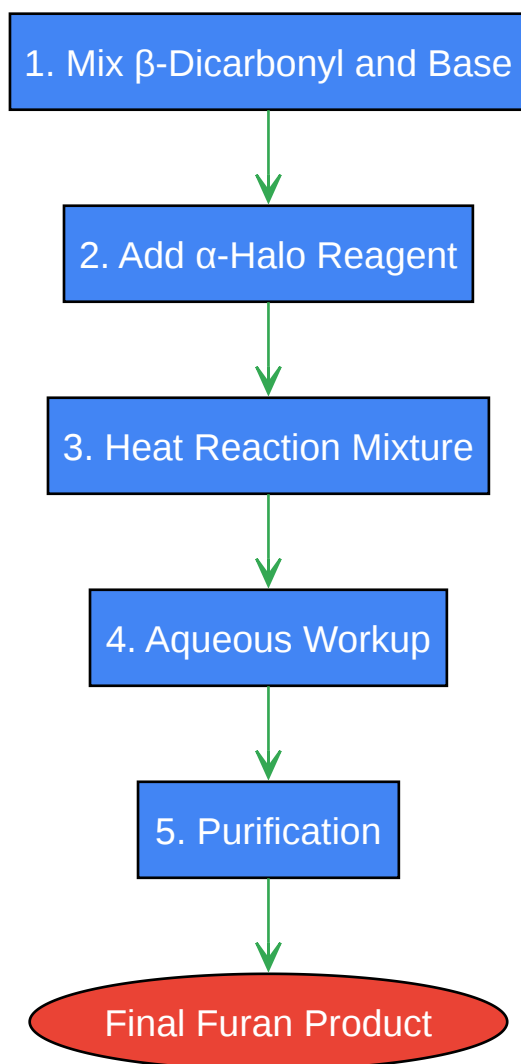 1. Mix β-Dicarbonyl and Base
2. Add α-Halo Reagent
3. Heat Reaction Mixture
4. Aqueous Workup
5. Purification
Final Furan Product